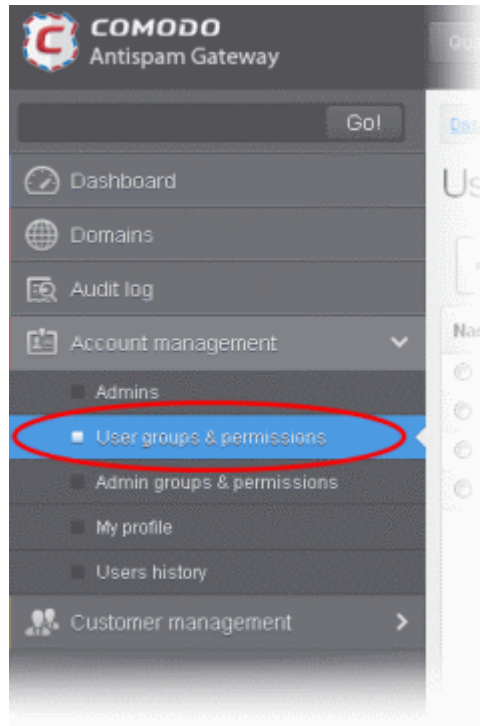 COMODO
Antispam Gateway
Go!
Dashboard
Us
Domains
Audit log
Account management
Admins
User groups & permissions
Admin groups & permissions
My profile
Users history
Customer management